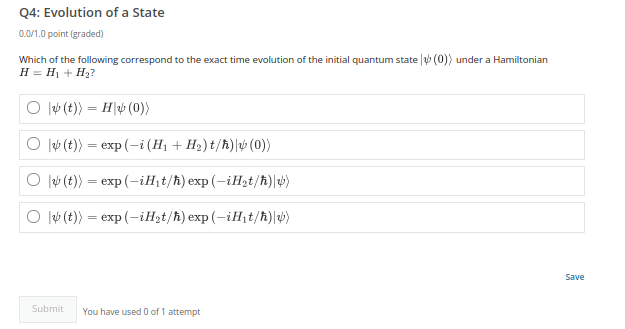 Q4: Evolution of a State
0.0/1.0 point (graded)
Which of the following correspond to the exact time evolution of the initial quantum state |ψ (0)⟩ under a Hamiltonian
H = H₁ + H₂?
|ψ (t)⟩ = H|ψ (0)⟩
|ψ (t)⟩ = exp (−i (H₁ + H₂) t/ℏ)|ψ (0)⟩
|ψ (t)⟩ = exp (−iH₁t/ℏ) exp (−iH₂t/ℏ)|ψ⟩
|ψ (t)⟩ = exp (−iH₂t/ℏ) exp (−iH₁t/ℏ)|ψ⟩
Save
Submit You have used 0 of 1 attempt